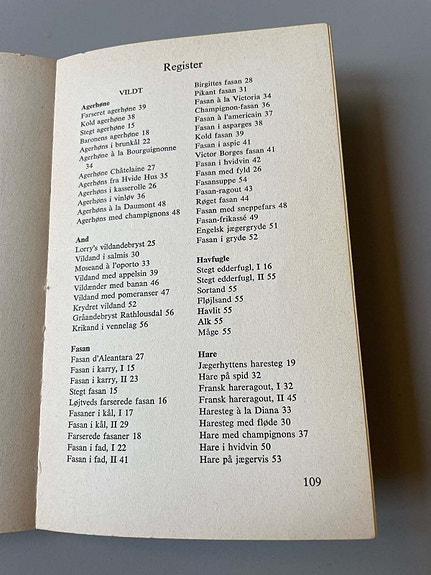 Register
VILDT
Agerhøne
Farseret agerhøne 39
Kold agerhøne 38
Stegt agerhøne 15
Baronens agerhøne 18
Agerhøns i brunkål 22
Agerhøne à la Bourguignonne
34
Agerhøne Châtelaine 27
Agerhøns fra Hvide Hus 35
Agerhøns i kasserolle 26
Agerhøns i vinløv 36
Agerhøns à la Daumont 48
Agerhøns med champignons 48
And
Lorry's vildandebryst 25
Vildand i salmis 30
Moseand à l'oporto 33
Vildand med appelsin 39
Vildænder med banan 46
Vildand med pomeranser 47
Krydret vildand 52
Gråandebryst Rathlousdal 56
Krikand i vennelag 56
Fasan
Fasan d'Aleantara 27
Fasan i karry, I 15
Fasan i karry, II 23
Stegt fasan 15
Løjtveds farserede fasan 16
Fasaner i kål, I 17
Fasan i kål, II 29
Farserede fasaner 18
Fasan i fad, I 22
Fasan i fad, II 41
Birgittes fasan 28
Pikant fasan 31
Fasan à la Victoria 34
Champignon-fasan 36
Fasan à l'americain 37
Fasan i asparges 38
Kold fasan 39
Fasan i aspic 41
Victor Borges fasan 41
Fasan i hvidvin 42
Fasan med fyld 26
Fasansuppe 54
Fasan-ragout 43
Røget fasan 44
Fasan med sneppefars 48
Fasan-frikassé 49
Engelsk jægergryde 51
Fasan i gryde 52
Havfugle
Stegt edderfugl, I 16
Stegt edderfugl, II 55
Sortand 55
Fløjlsand 55
Havlit 55
Alk 55
Måge 55
Hare
Jægerhyttens haresteg 19
Hare på spid 32
Fransk hareragout, I 32
Fransk hareragout, II 45
Haresteg à la Diana 33
Haresteg med fløde 30
Hare med champignons 37
Hare i hvidvin 50
Hare på jægervis 53
109